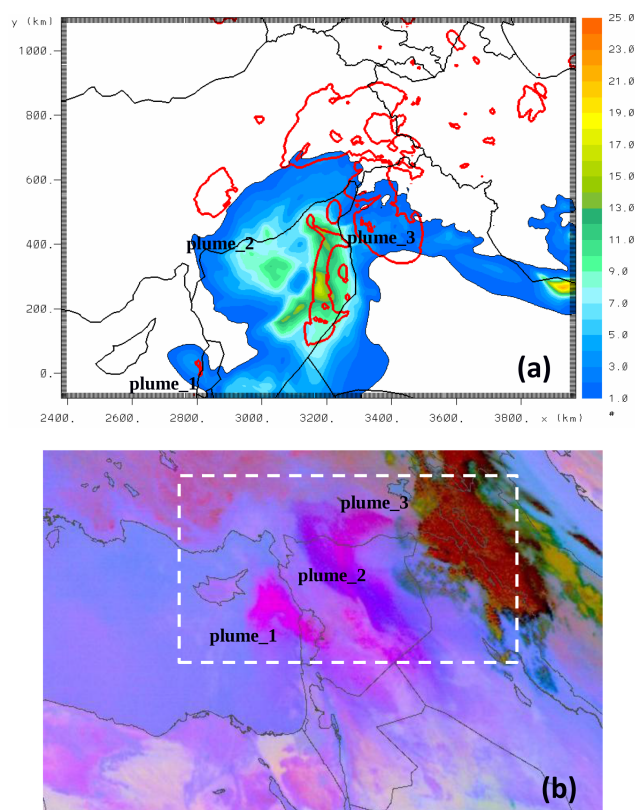 y (km)
1000.
800.
600.
400.
200.
0.
2400. 2600. 2800. 3000. 3200. 3400. 3600. 3800. x (km)
25.0
23.0
21.0
19.0
17.0
15.0
13.0
11.0
9.0
7.0
5.0
3.0
1.0
#
plume_2
plume_3
plume_1
(a)
plume_3
plume_2
plume_1
(b)